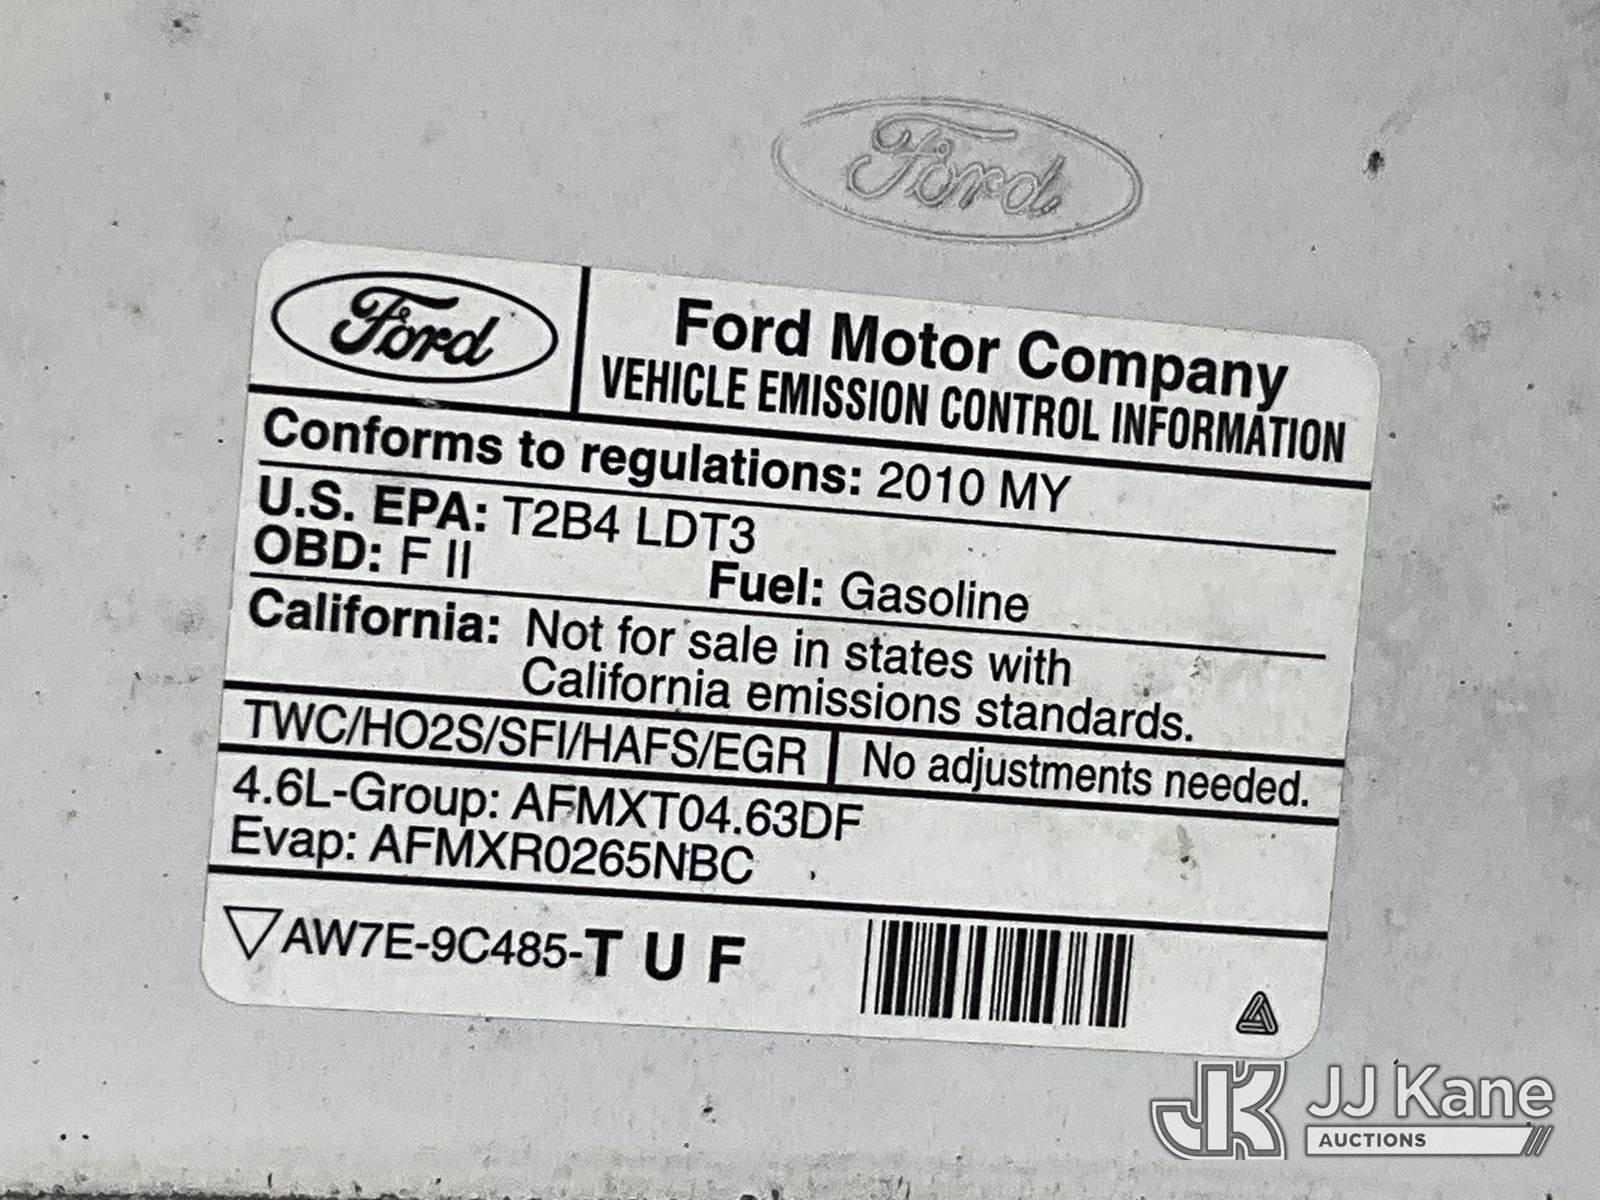 Ford
Ford
Ford Motor Company
VEHICLE EMISSION CONTROL INFORMATION
Conforms to regulations: 2010 MY
U.S. EPA: T2B4 LDT3
OBD: F II Fuel: Gasoline
California: Not for sale in states with
California emissions standards.
TWC/HO2S/SFI/HAFS/EGR No adjustments needed.
4.6L-Group: AFMXT04.63DF
Evap: AFMXR0265NBC
AW7E-9C485-T U F
JK JJ Kane
AUCTIONS